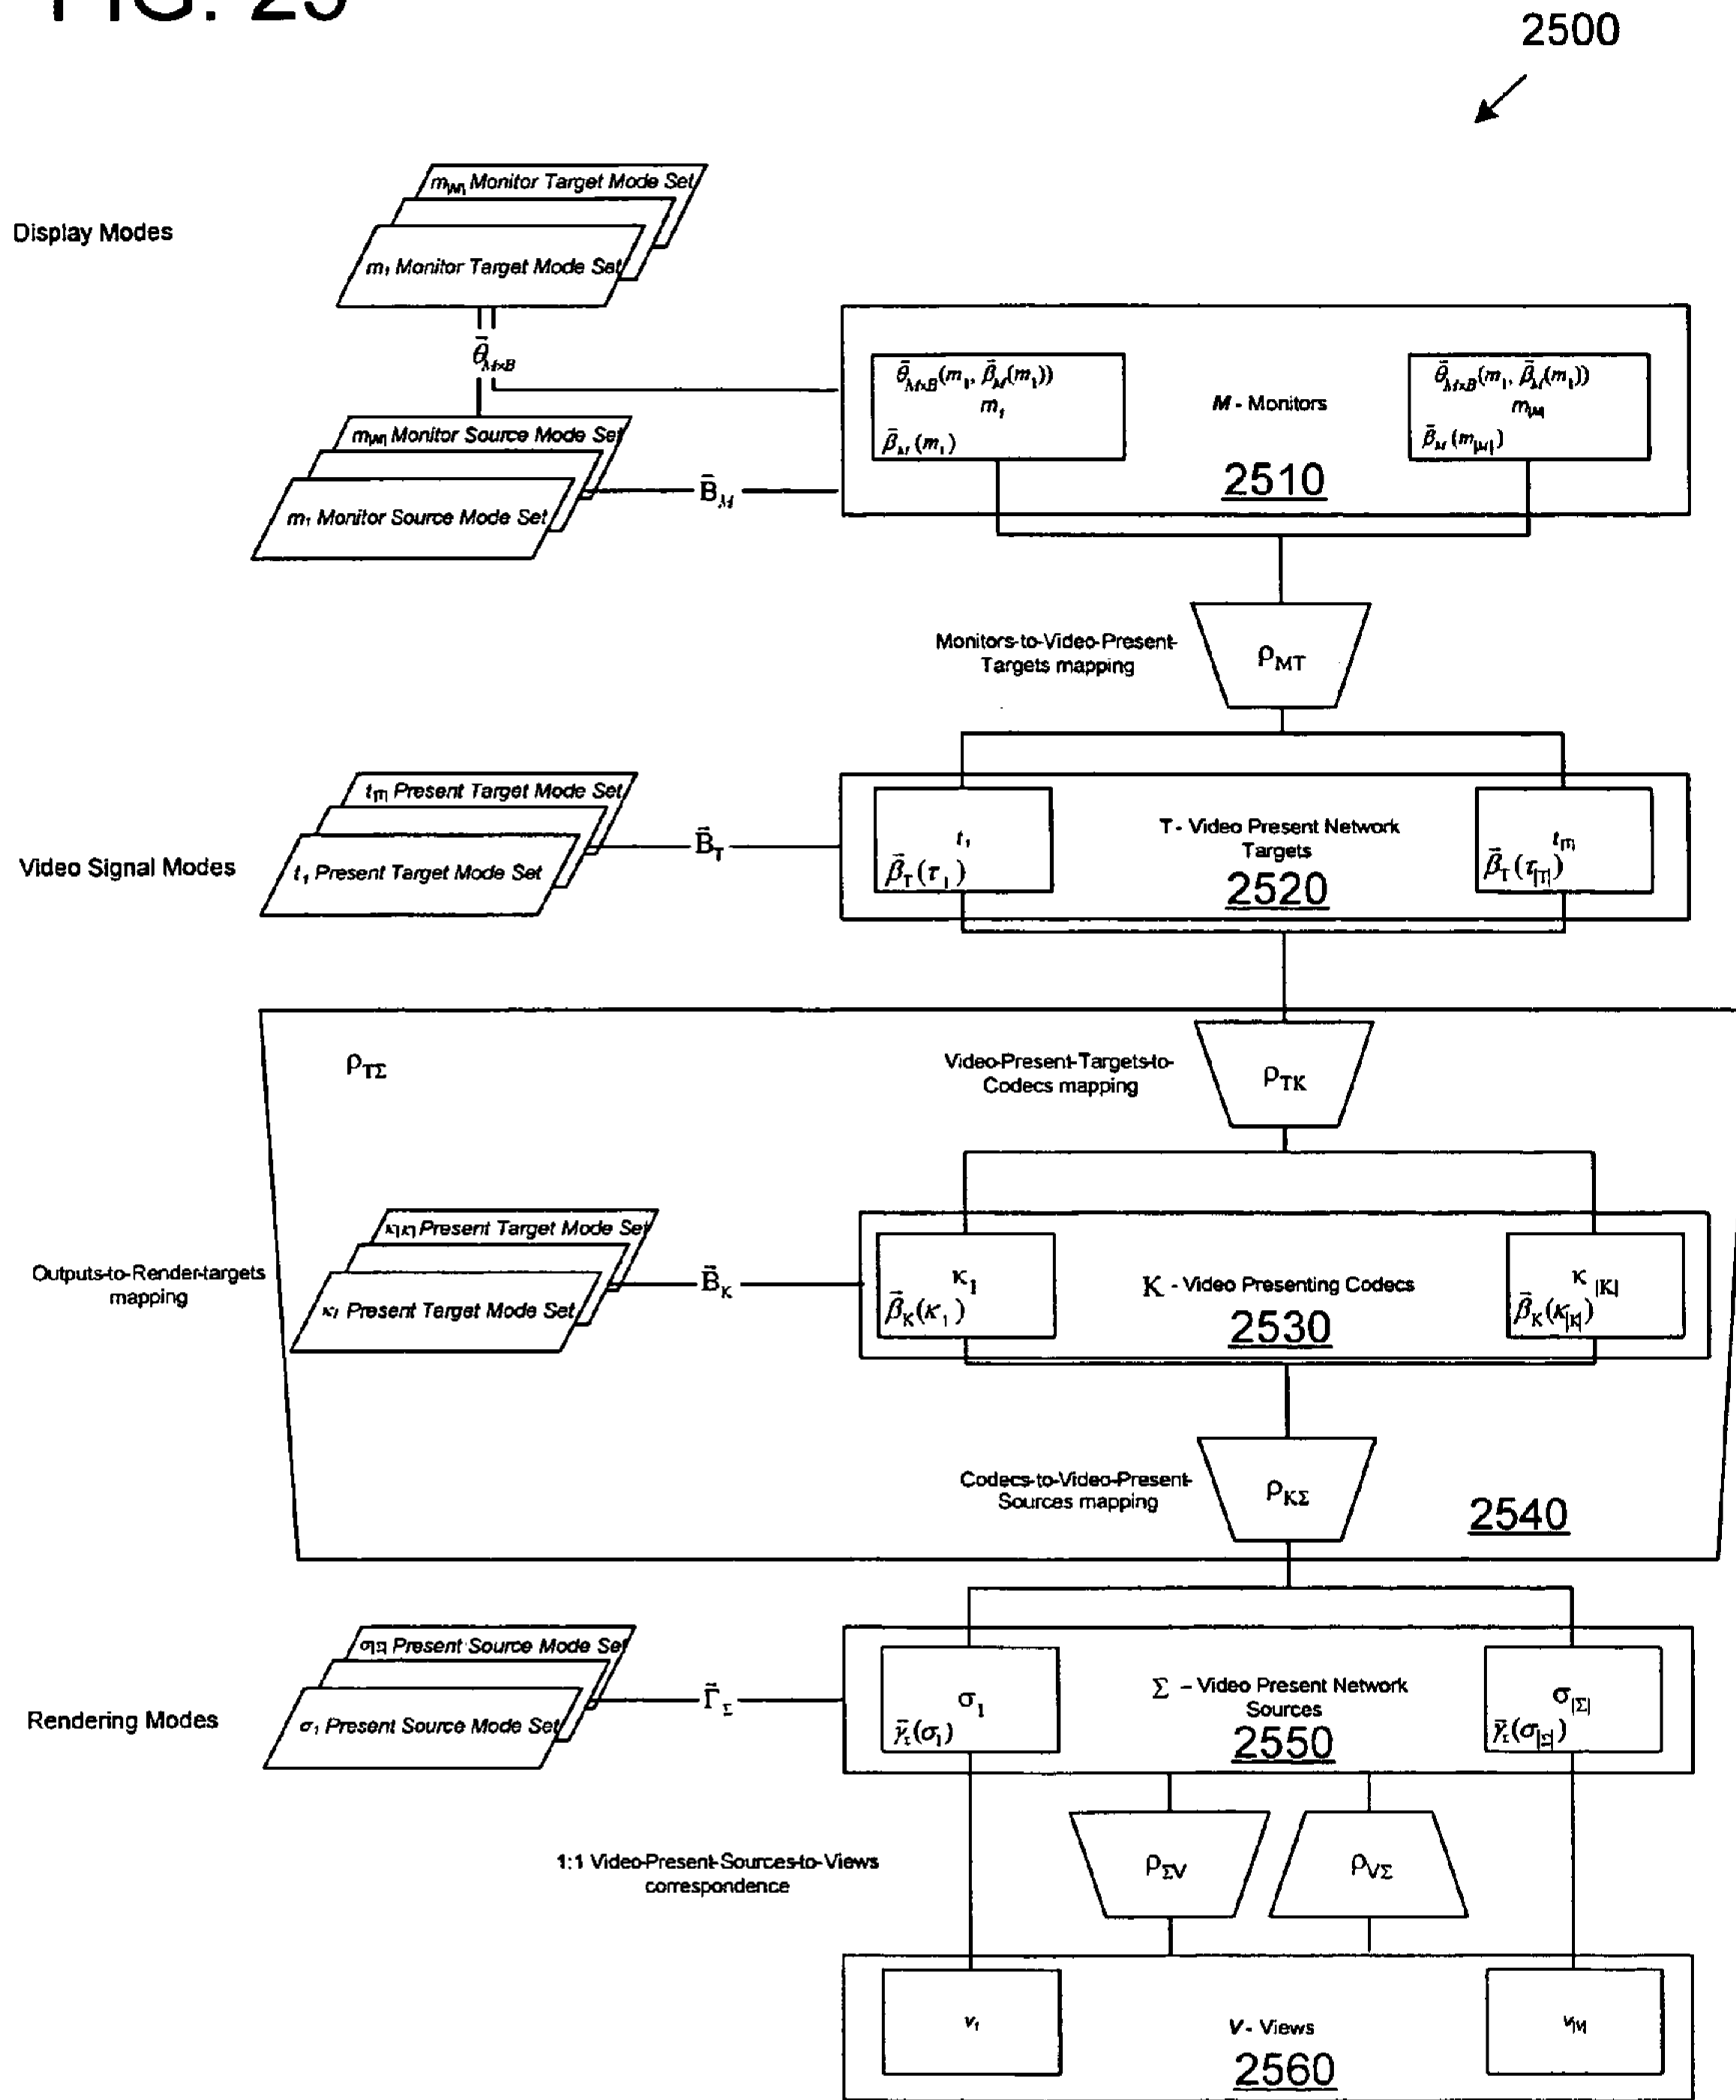 FIG. 25
2500
m|M| Monitor Target Mode Set
Display Modes
m1 Monitor Target Mode Set
θ̄M×B
θ̄M×B(m1, β̄M(m1))
m1
β̄M(m1)
M - Monitors
2510
θ̄M×B(m1, β̄M(m1))
m|M|
β̄M(m|M|)
m|M| Monitor Source Mode Set
m1 Monitor Source Mode Set
B̄M
Monitors-to-Video-Present-
Targets mapping
ρMT
t|T| Present Target Mode Set
Video Signal Modes
t1 Present Target Mode Set
B⃗T
t1
β⃗T(τ1)
T - Video Present Network
Targets
2520
t|T|
β⃗T(τ|T|)
ρTΣ
Video-Present-Targets-to-
Codecs mapping
ρTK
κ|K| Present Target Mode Set
Outputs-to-Render-targets
mapping
κ1 Present Target Mode Set
B⃗K
κ1
β⃗K(κ1)
K - Video Presenting Codecs
2530
κ|K|
β⃗K(κ|K|)
Codecs-to-Video-Present-
Sources mapping
ρKΣ
2540
σ|Σ| Present Source Mode Set
Rendering Modes
σ1 Present Source Mode Set
Γ̄Σ
σ1
γ̄Σ(σ1)
Σ – Video Present Network
Sources
2550
σ|Σ|
γ̄Σ(σ|Σ|)
1:1 Video-Present-Sources-to-Views
correspondence
ρΣV
ρVΣ
v1
V - Views
2560
v|V|